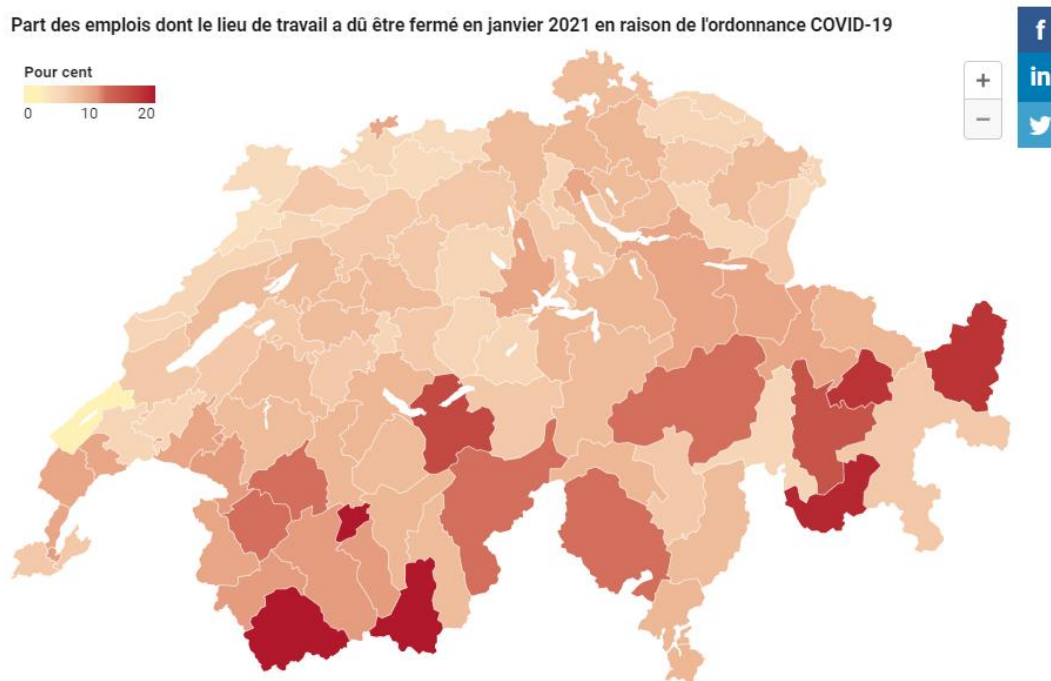 Part des emplois dont le lieu de travail a dû être fermé en janvier 2021 en raison de l'ordonnance COVID-19
Pour cent
0 10 20
+
−
f
in